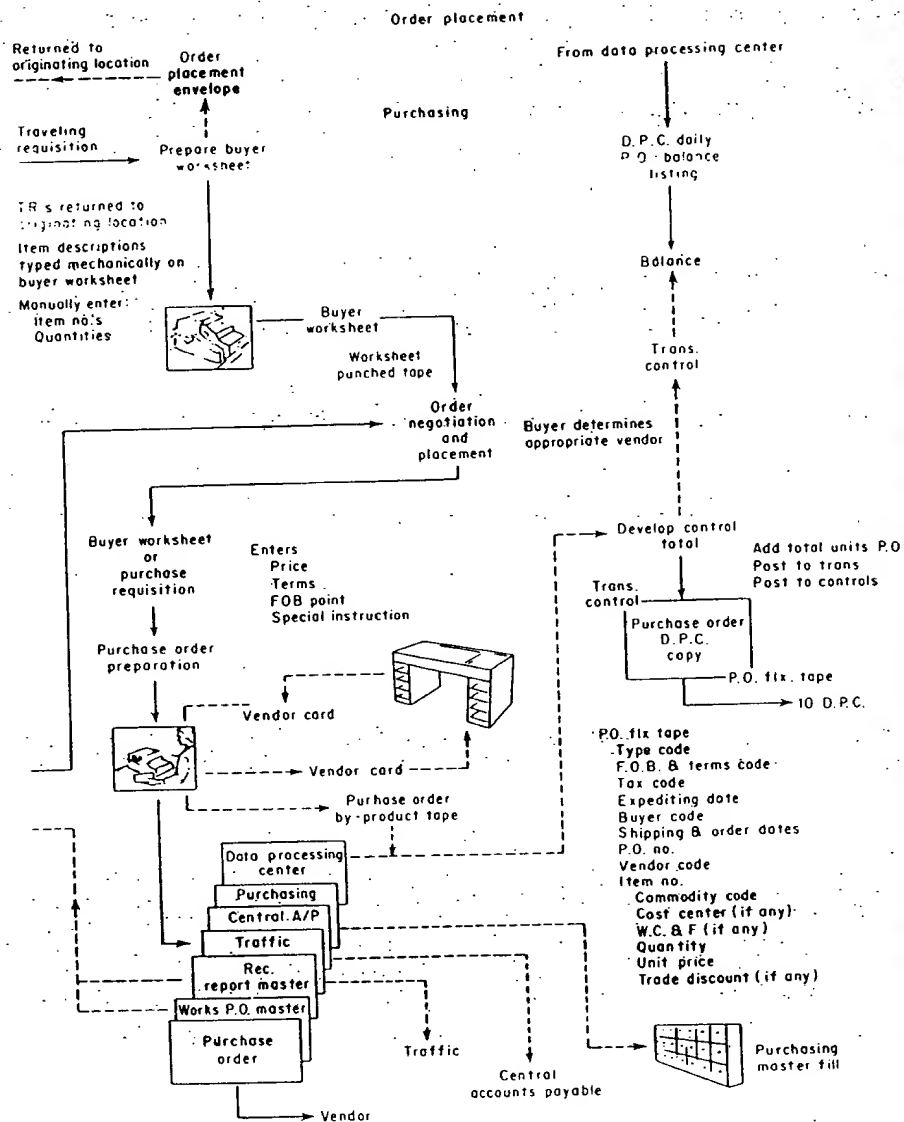 Order placement
Returned to
originating location
Order
placement
envelope
From data processing center
Purchasing
Traveling
requisition
Prepare buyer
worksheet
D.P.C. daily
P.O. balance
listing
TR's returned to
originating location
Item descriptions
typed mechanically on
buyer worksheet
Manually enter:
Item no.'s
Quantities
Balance
Buyer
worksheet
Worksheet
punched tape
Trans.
control
Order
negotiation
and
placement
Buyer determines
appropriate vendor
Buyer worksheet
or
purchase
requisition
Enters
Price
Terms
FOB point
Special instruction
Develop control
total
Add total units P.O
Post to trans
Post to controls
Trans.
control
Purchase order
D.P.C.
copy
P.O. flx. tape
10 D.P.C.
Purchase order
preparation
Vendor card
Vendor card
Purhase order
by-product tape
P.O. flx tape
Type code
F.O.B. & terms code
Tax code
Expediting date
Buyer code
Shipping & order dates
P.O. no.
Vendor code
Item no.
Commodity code
Cost center (if any)
W.C. & F (if any)
Quantity
Unit price
Trade discount (if any)
Data processing
center
Purchasing
Central A/P
Traffic
Rec.
report master
Works P.O. master
Purchase
order
Traffic
Central
accounts payable
Purchasing
master fill
Vendor